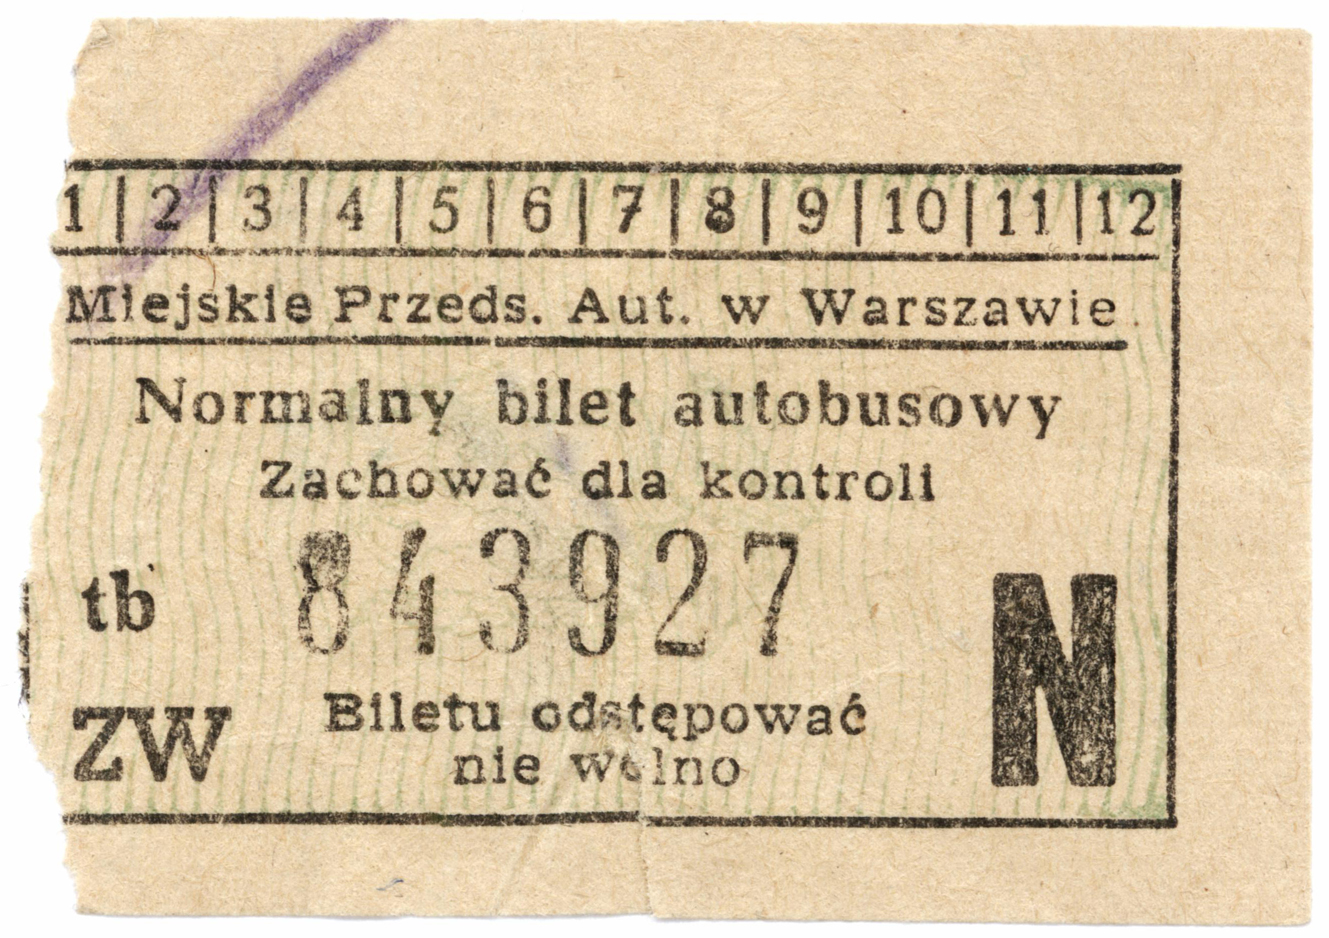 1|2|3|4|5|6|7|8|9|10|11|12
Miejskie Przeds. Aut. w Warszawie.
Normalny bilet autobusowy
Zachować dla kontroli
tb 843927
N
ZW Biletu odstępować
nie wolno